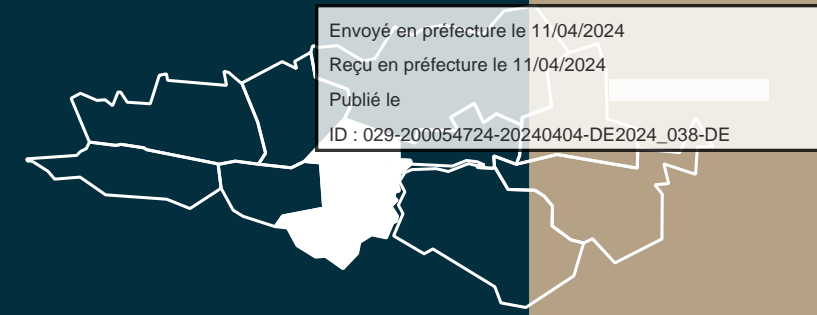 Envoyé en préfecture le 11/04/2024
Reçu en préfecture le 11/04/2024
Publié le
ID : 029-200054724-20240404-DE2024_038-DE